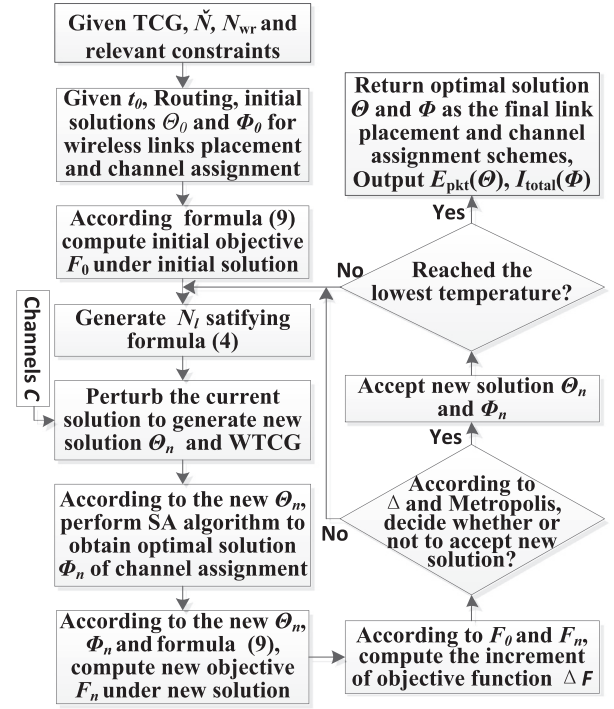 Given TCG, Ň, Nwr and
relevant constraints
Given t0, Routing, initial
solutions Θ0 and Φ0 for
wireless links placement
and channel assignment
According formula (9)
compute initial objective
F0 under initial solution
Generate Nl satifying
formula (4)
Channels C
Perturb the current
solution to generate new
solution Θn and WTCG
According to the new Θn,
perform SA algorithm to
obtain optimal solution
Φn of channel assignment
According to the new Θn,
Φn and formula (9),
compute new objective
Fn under new solution
According to F0 and Fn,
compute the increment
of objective function Δ F
According to
Δ and Metropolis,
decide whether or
not to accept new
solution?
No
Yes
Accept new solution Θn
and Φn
Reached the
lowest temperature?
No
Yes
Return optimal solution
Θ and Φ as the final link
placement and channel
assignment schemes,
Output Epkt(Θ), Itotal(Φ)